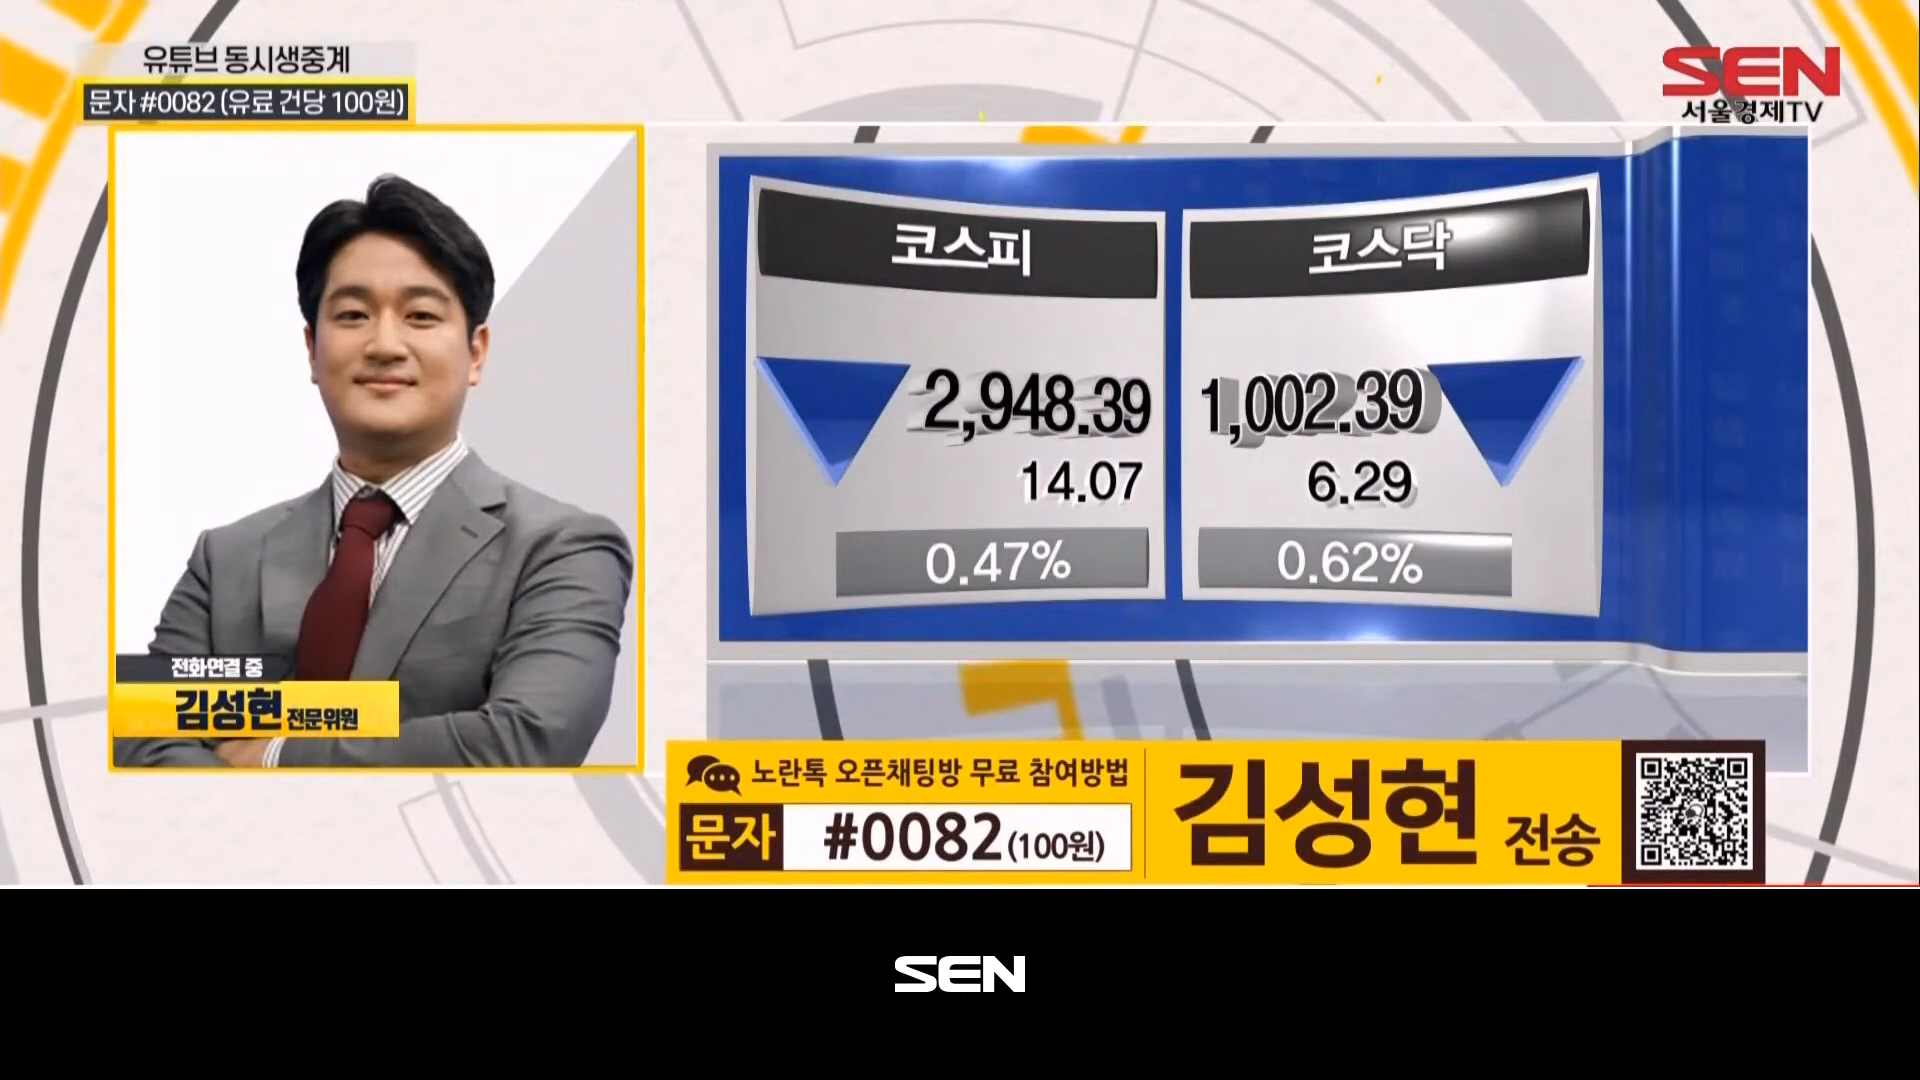 유튜브 동시생중계
문자 #0082 (유료 건당 100원)
SEN
서울경제TV
코스피
2,948.39
14.07
0.47%
코스닥
1,002.39
6.29
0.62%
전화연결 중
김성현 전문위원
노란톡 오픈채팅방 무료 참여방법
문자 #0082 (100원)
김성현 전송
SEN